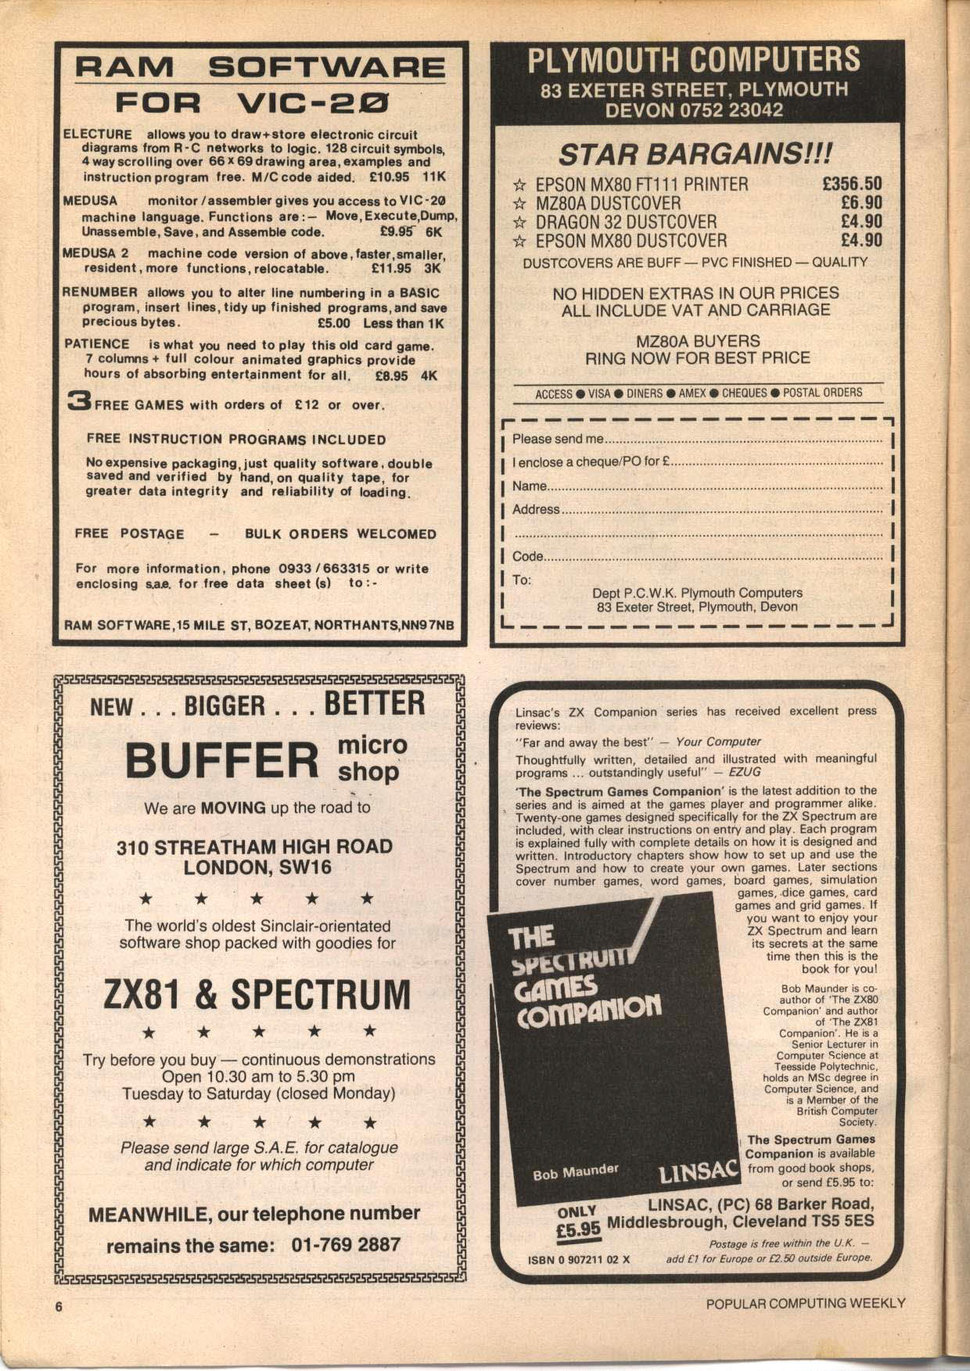 RAM SOFTWARE
FOR VIC-20
ELECTURE allows you to draw+store electronic circuit
diagrams from R-C networks to logic. 128 circuit symbols,
4 way scrolling over 66 x 69 drawing area, examples and
instruction program free. M/C code aided. £10.95 11K
MEDUSA monitor/assembler gives you access to VIC-20
machine language. Functions are:— Move, Execute, Dump,
Unassemble, Save, and Assemble code. £9.95 6K
MEDUSA 2 machine code version of above, faster, smaller,
resident, more functions, relocatable. £11.95 3K
RENUMBER allows you to alter line numbering in a BASIC
program, insert lines, tidy up finished programs, and save
precious bytes. £5.00 Less than 1K
PATIENCE is what you need to play this old card game.
7 columns + full colour animated graphics provide
hours of absorbing entertainment for all. £8.95 4K
3 FREE GAMES with orders of £12 or over.
FREE INSTRUCTION PROGRAMS INCLUDED
No expensive packaging, just quality software, double
saved and verified by hand, on quality tape, for
greater data integrity and reliability of loading.
FREE POSTAGE — BULK ORDERS WELCOMED
For more information, phone 0933/663315 or write
enclosing s.a.e. for free data sheet(s) to:-
RAM SOFTWARE, 15 MILE ST, BOZEAT, NORTHANTS, NN9 7NB
PLYMOUTH COMPUTERS
83 EXETER STREET, PLYMOUTH
DEVON 0752 23042
STAR BARGAINS!!!
☆ EPSON MX80 FT111 PRINTER £356.50
☆ MZ80A DUSTCOVER £6.90
☆ DRAGON 32 DUSTCOVER £4.90
☆ EPSON MX80 DUSTCOVER £4.90
DUSTCOVERS ARE BUFF — PVC FINISHED — QUALITY
NO HIDDEN EXTRAS IN OUR PRICES
ALL INCLUDE VAT AND CARRIAGE
MZ80A BUYERS
RING NOW FOR BEST PRICE
ACCESS ● VISA ● DINERS ● AMEX ● CHEQUES ● POSTAL ORDERS
Please send me
I enclose a cheque/PO for £
Name
Address
Code
To:
Dept P.C.W.K. Plymouth Computers
83 Exeter Street, Plymouth, Devon
NEW . . . BIGGER . . . BETTER
BUFFER micro
shop
We are MOVING up the road to
310 STREATHAM HIGH ROAD
LONDON, SW16
★ ★ ★ ★ ★
The world's oldest Sinclair-orientated
software shop packed with goodies for
ZX81 & SPECTRUM
★ ★ ★ ★ ★
Try before you buy — continuous demonstrations
Open 10.30 am to 5.30 pm
Tuesday to Saturday (closed Monday)
★ ★ ★ ★ ★
Please send large S.A.E. for catalogue
and indicate for which computer
MEANWHILE, our telephone number
remains the same: 01-769 2887
Linsac's ZX Companion series has received excellent press
reviews:
"Far and away the best" — Your Computer
Thoughtfully written, detailed and illustrated with meaningful
programs ... outstandingly useful" — EZUG
'The Spectrum Games Companion' is the latest addition to the
series and is aimed at the games player and programmer alike.
Twenty-one games designed specifically for the ZX Spectrum are
included, with clear instructions on entry and play. Each program
is explained fully with complete details on how it is designed and
written. Introductory chapters show how to set up and use the
Spectrum and how to create your own games. Later sections
cover number games, word games, board games, simulation
games, dice games, card
games and grid games. If
you want to enjoy your
ZX Spectrum and learn
its secrets at the same
time then this is the
book for you!
Bob Maunder is co-
author of 'The ZX80
Companion' and author
of 'The ZX81
Companion'. He is a
Senior Lecturer in
Computer Science at
Teesside Polytechnic,
holds an MSc degree in
Computer Science, and
is a Member of the
British Computer
Society.
The Spectrum Games
Companion is available
from good book shops,
or send £5.95 to:
THE
SPECTRUM
GAMES
COMPANION
Bob Maunder LINSAC
ONLY
£5.95
LINSAC, (PC) 68 Barker Road,
Middlesbrough, Cleveland TS5 5ES
Postage is free within the U.K. —
ISBN 0 907211 02 X add £1 for Europe or £2.50 outside Europe.
6
POPULAR COMPUTING WEEKLY